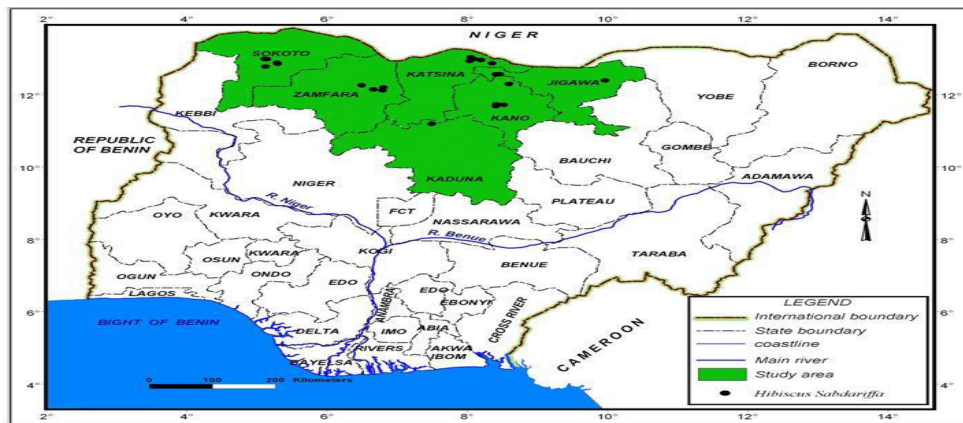 2° 4° 6° 8° 10° 12° 14°
NIGER
SOKOTO
KATSINA
BORNO
JIGAWA
12° ZAMFARA 12°
YOBE
KEBBI
KANO
REPUBLIC
OF BENIN
GOMBE
BAUCHI
10° 10°
KADUNA
ADAMAWA
NIGER
PLATEAU
R. Niger
FCT
OYO
KWARA
NASSARAWA
8° R. Benue 8°
KOGI
OSUN
KWARA
TARABA
BENUE
OGUN
ONDO
EDO
EDO
LAGOS
ANAMBRA
EBONYI
6° 6°
CROSS RIVER
BIGHT OF BENIN
DELTA
IMO
ABIA
RIVERS
AKWA
IBOM
BAYELSA
CAMEROON
4° 4°
0 100 200
Kilometers
2° 4° 6° 8° 10° 12° 14°
N
LEGEND
International boundary
State boundary
coastline
Main river
Study area
Hibiscus Sabdariffa